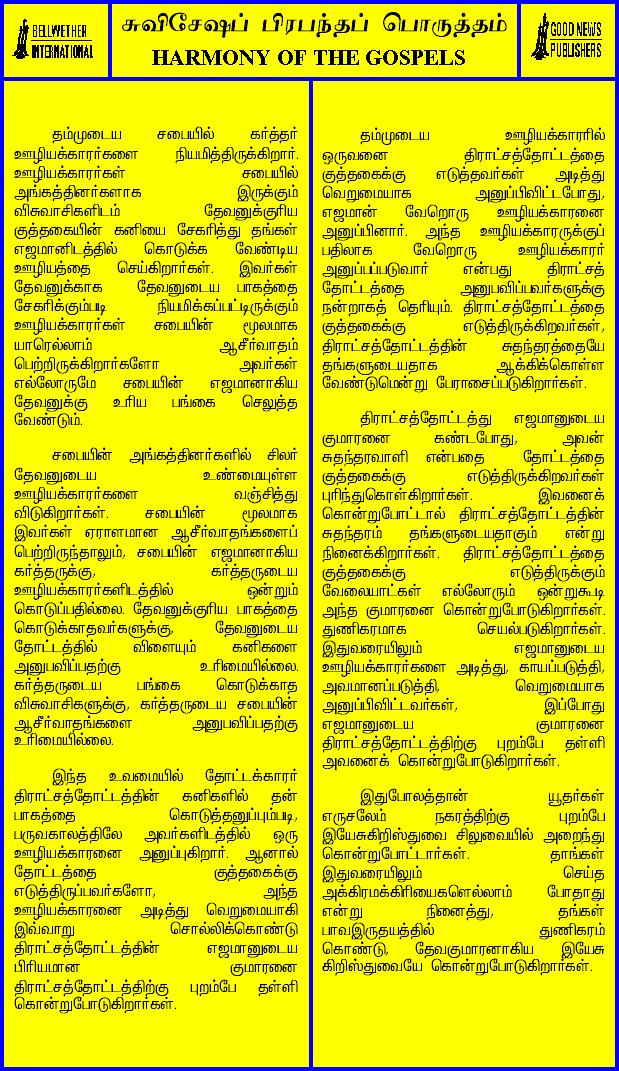 BELLWETHER
INTERNATIONAL
சுவிசேஷப் பிரபந்தப் பொருத்தம்
HARMONY OF THE GOSPELS
GOOD NEWS
PUBLISHERS
தம்முடைய சபையில் கர்த்தர்
ஊழியக்காரர்களை நியமித்திருக்கிறார்.
ஊழியக்காரர்கள் சபையில்
அங்கத்தினர்களாக இருக்கும்
விசுவாசிகளிடம் தேவனுக்குரிய
குத்தகையின் கனியை சேகரித்து தங்கள்
எஜமானிடத்தில் கொடுக்க வேண்டிய
ஊழியத்தை செய்கிறார்கள். இவர்கள்
தேவனுக்காக தேவனுடைய பாகத்தை
சேகரிக்கும்படி நியமிக்கப்பட்டிருக்கும்
ஊழியக்காரர்கள் சபையின் மூலமாக
யாரெல்லாம் ஆசீர்வாதம்
பெற்றிருக்கிறார்களோ அவர்கள்
எல்லோருமே சபையின் எஜமானாகிய
தேவனுக்கு உரிய பங்கை செலுத்த
வேண்டும்.
சபையின் அங்கத்தினர்களில் சிலர்
தேவனுடைய உண்மையுள்ள
ஊழியக்காரர்களை வஞ்சித்து
விடுகிறார்கள். சபையின் மூலமாக
இவர்கள் ஏராளமான ஆசீர்வாதங்களைப்
பெற்றிருந்தாலும், சபையின் எஜமானாகிய
கர்த்தருக்கு, கர்த்தருடைய
ஊழியக்காரர்களிடத்தில் ஒன்றும்
கொடுப்பதில்லை. தேவனுக்குரிய பாகத்தை
கொடுக்காதவர்களுக்கு, தேவனுடைய
தோட்டத்தில் விளையும் கனிகளை
அனுபவிப்பதற்கு உரிமையில்லை.
கர்த்தருடைய பங்கை கொடுக்காத
விசுவாசிகளுக்கு, கர்த்தருடைய சபையின்
ஆசீர்வாதங்களை அனுபவிப்பதற்கு
உரிமையில்லை.
இந்த உவமையில் தோட்டக்காரர்
திராட்சத்தோட்டத்தின் கனிகளில் தன்
பாகத்தை கொடுத்தனுப்பும்படி,
பருவகாலத்திலே அவர்களிடத்தில் ஒரு
ஊழியக்காரனை அனுப்புகிறார். ஆனால்
தோட்டத்தை குத்தகைக்கு
எடுத்திருப்பவர்களோ, அந்த
ஊழியக்காரனை அடித்து வெறுமையாகி
இவ்வாறு சொல்லிக்கொண்டு
திராட்சத்தோட்டத்தின் எஜமானுடைய
பிரியமான குமாரனை
திராட்சத்தோட்டத்திற்கு புறம்பே தள்ளி
கொன்றுபோடுகிறார்கள்.
தம்முடைய ஊழியக்காரரில்
ஒருவனை திராட்சத்தோட்டத்தை
குத்தகைக்கு எடுத்தவர்கள் அடித்து
வெறுமையாக அனுப்பிவிட்டபோது,
எஜமான் வேறொரு ஊழியக்காரனை
அனுப்பினார். அந்த ஊழியக்காரருக்குப்
பதிலாக வேறொரு ஊழியக்காரர்
அனுப்பப்படுவார் என்பது திராட்சத்
தோட்டத்தை அனுபவிப்பவர்களுக்கு
நன்றாகத் தெரியும். திராட்சத்தோட்டத்தை
குத்தகைக்கு எடுத்திருக்கிறவர்கள்,
திராட்சத்தோட்டத்தின் சுதந்தரத்தையே
தங்களுடையதாக ஆக்கிக்கொள்ள
வேண்டுமென்று பேராசைப்படுகிறார்கள்.
திராட்சத்தோட்டத்து எஜமானுடைய
குமாரனை கண்டபோது, அவன்
சுதந்தரவாளி என்பதை தோட்டத்தை
குத்தகைக்கு எடுத்திருக்கிறவர்கள்
புரிந்துகொள்கிறார்கள். இவனைக்
கொன்றுபோட்டால் திராட்சத்தோட்டத்தின்
சுதந்தரம் தங்களுடையதாகும் என்று
நினைக்கிறார்கள். திராட்சத்தோட்டத்தை
குத்தகைக்கு எடுத்திருக்கும்
வேலையாட்கள் எல்லோரும் ஒன்றுகூடி
அந்த குமாரனை கொன்றுபோடுகிறார்கள்.
துணிகரமாக செயல்படுகிறார்கள்.
இதுவரையிலும் எஜமானுடைய
ஊழியக்காரர்களை அடித்து, காயப்படுத்தி,
அவமானப்படுத்தி, வெறுமையாக
அனுப்பிவிட்டவர்கள், இப்போது
எஜமானுடைய குமாரனை
திராட்சத்தோட்டத்திற்கு புறம்பே தள்ளி
அவனைக் கொன்றுபோடுகிறார்கள்.
இதுபோலத்தான் யூதர்கள்
எருசலேம் நகரத்திற்கு புறம்பே
இயேசுகிறிஸ்துவை சிலுவையில் அறைந்து
கொன்றுபோட்டார்கள். தாங்கள்
இதுவரையிலும் செய்த
அக்கிரமக்கிரியைகளெல்லாம் போதாது
என்று நினைத்து, தங்கள்
பாவஇருதயத்தில் துணிகரம்
கொண்டு, தேவகுமாரனாகிய இயேசு
கிறிஸ்துவையே கொன்றுபோடுகிறார்கள்.